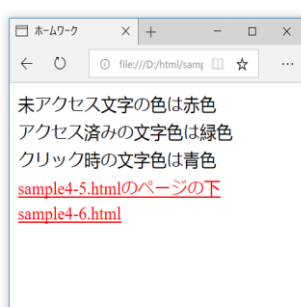 ホームワーク
file:///D:/html/samp
未アクセス文字の色は赤色
アクセス済みの文字色は緑色
クリック時の文字色は青色
sample4-5.htmlのページの下
sample4-6.html